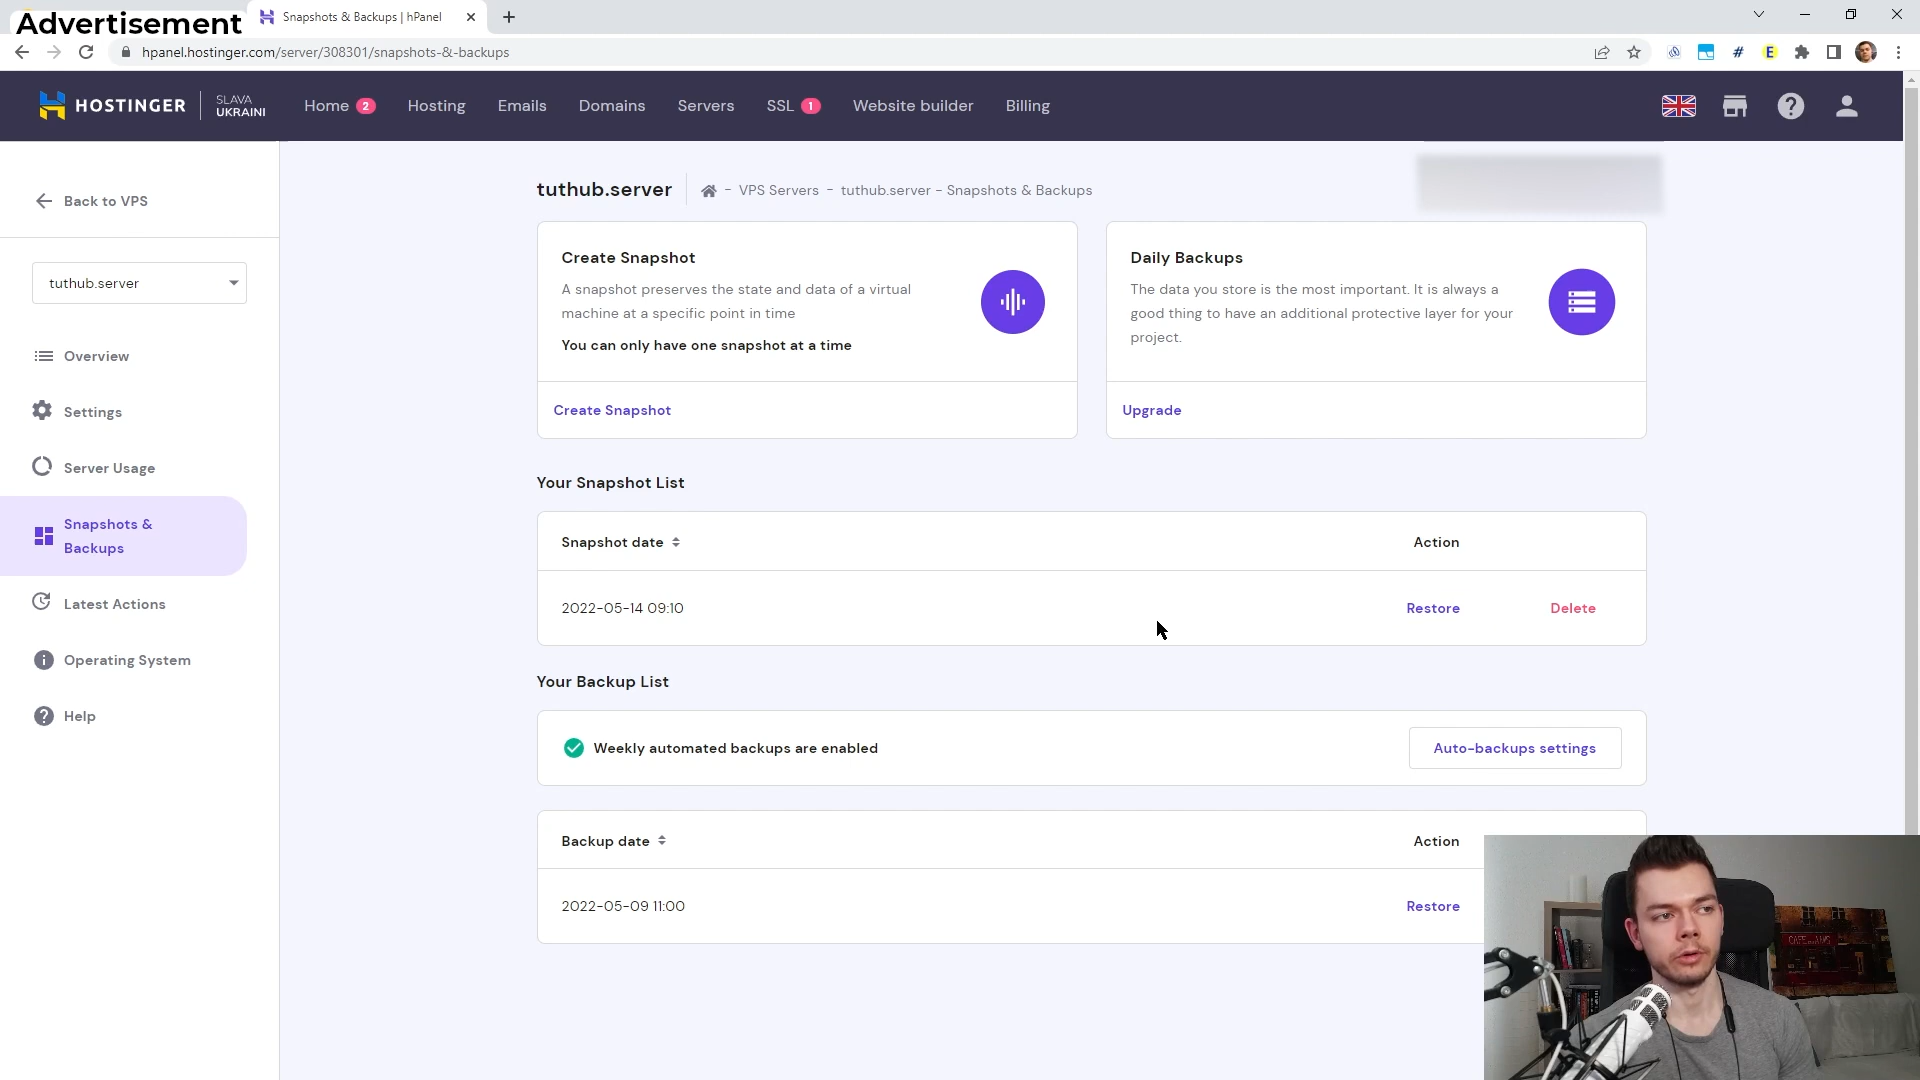 Advertisement
Snapshots & Backups | hPanel
hpanel.hostinger.com/server/308301/snapshots-&-backups
HOSTINGER
SLAVA
UKRAINI
Home 2
Hosting
Emails
Domains
Servers
SSL 1
Website builder
Billing
Back to VPS
tuthub.server
Overview
Settings
Server Usage
Snapshots &
Backups
Latest Actions
Operating System
Help
tuthub.server
- VPS Servers - tuthub.server - Snapshots & Backups
Create Snapshot
A snapshot preserves the state and data of a virtual
machine at a specific point in time
You can only have one snapshot at a time
Create Snapshot
Daily Backups
The data you store is the most important. It is always a
good thing to have an additional protective layer for your
project.
Upgrade
Your Snapshot List
Snapshot date
Action
2022-05-14 09:10
Restore
Delete
Your Backup List
Weekly automated backups are enabled
Auto-backups settings
Backup date
Action
2022-05-09 11:00
Restore